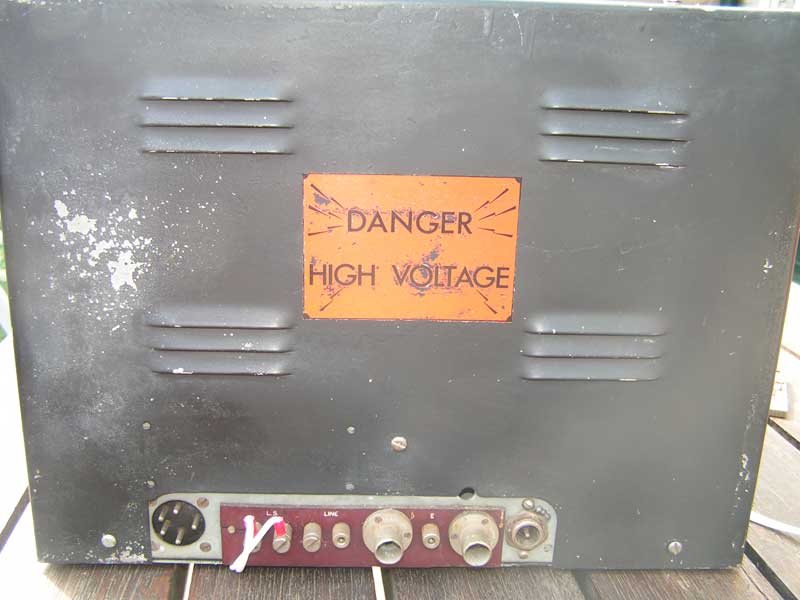 DANGER
HIGH VOLTAGE
L.S. LINE E